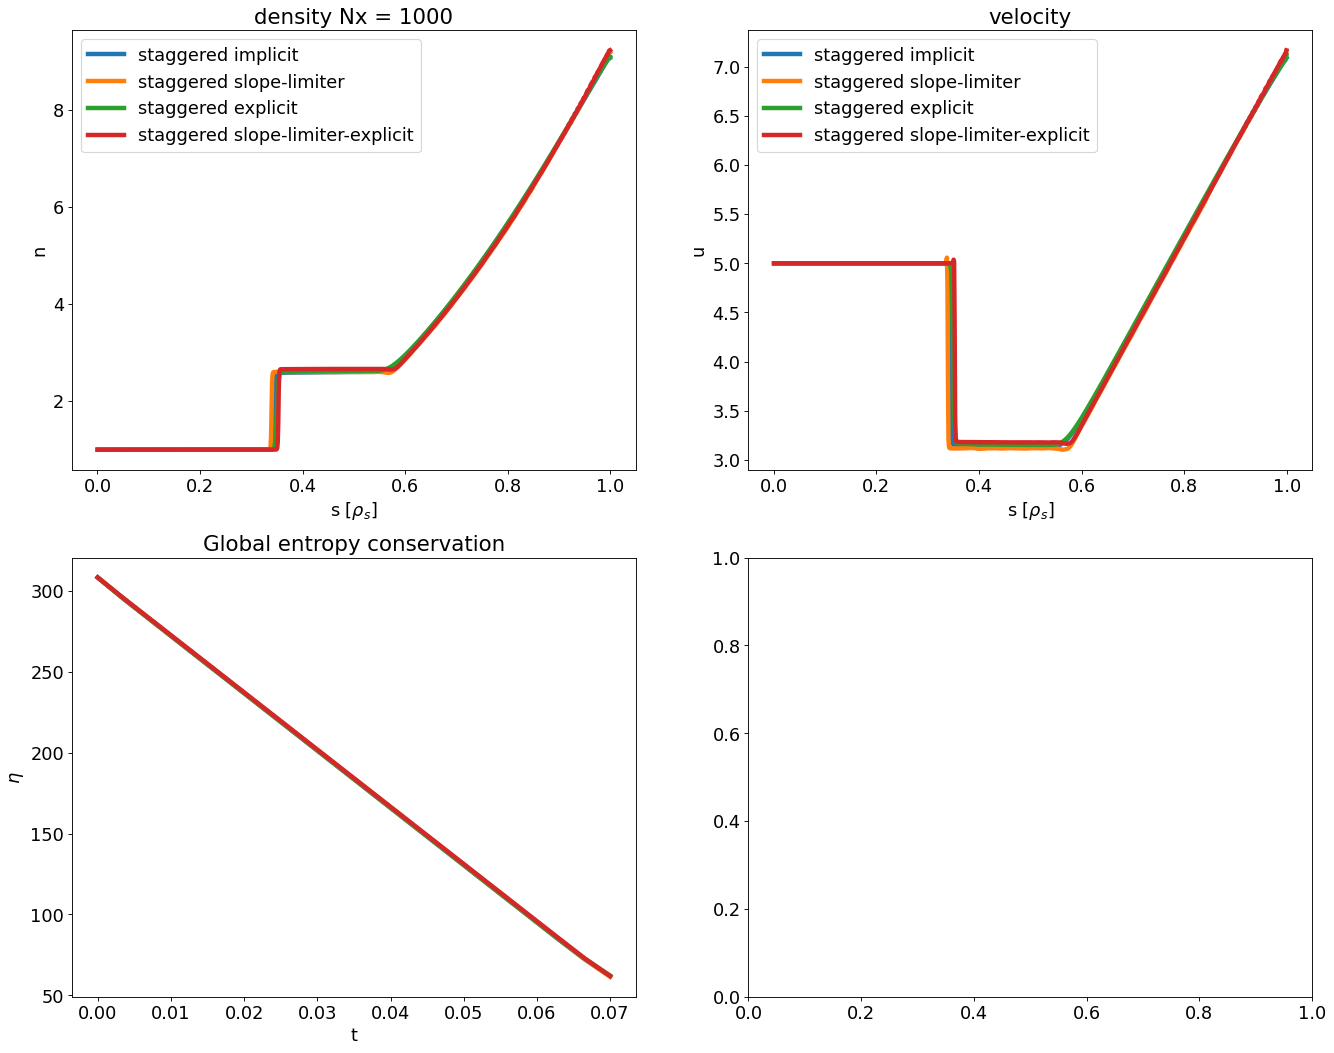 density Nx = 1000
staggered implicit
staggered slope-limiter
staggered explicit
staggered slope-limiter-explicit
n
8
6
4
2
0.0 0.2 0.4 0.6 0.8 1.0
s [ρₛ]
velocity
staggered implicit
staggered slope-limiter
staggered explicit
staggered slope-limiter-explicit
u
7.0
6.5
6.0
5.5
5.0
4.5
4.0
3.5
3.0
0.0 0.2 0.4 0.6 0.8 1.0
s [ρₛ]
Global entropy conservation
η
300
250
200
150
100
50
0.00 0.01 0.02 0.03 0.04 0.05 0.06 0.07
t
1.0
0.8
0.6
0.4
0.2
0.0
0.0 0.2 0.4 0.6 0.8 1.0